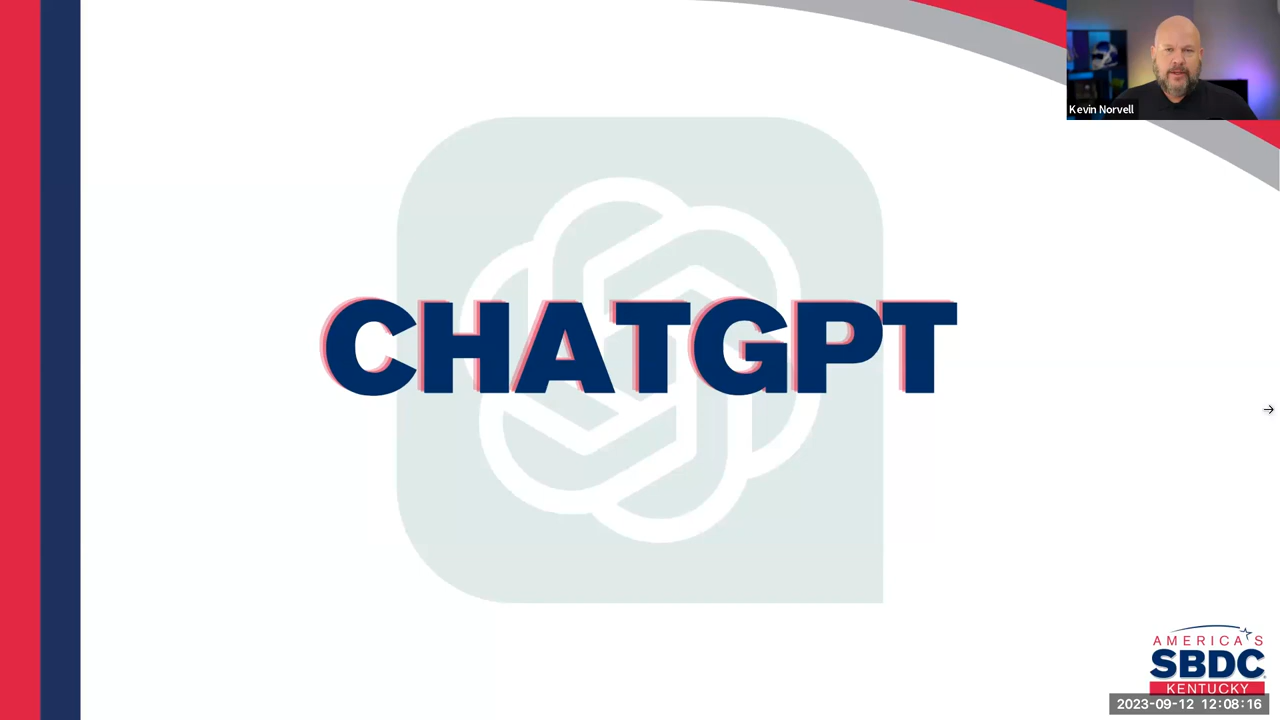 Kevin Norvell
CHATGPT
AMERICA'S
SBDC
KENTUCKY
2023-09-12 12:08:16